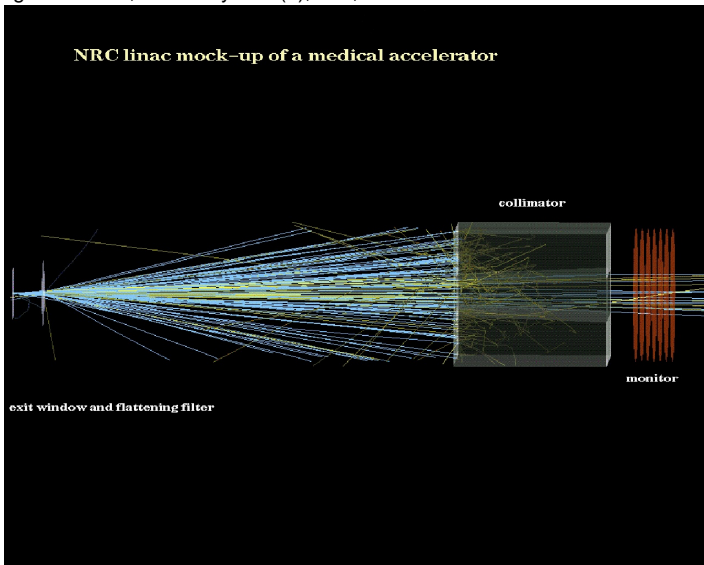 NRC linac mock-up of a medical accelerator
collimator
monitor
exit window and flattening filter